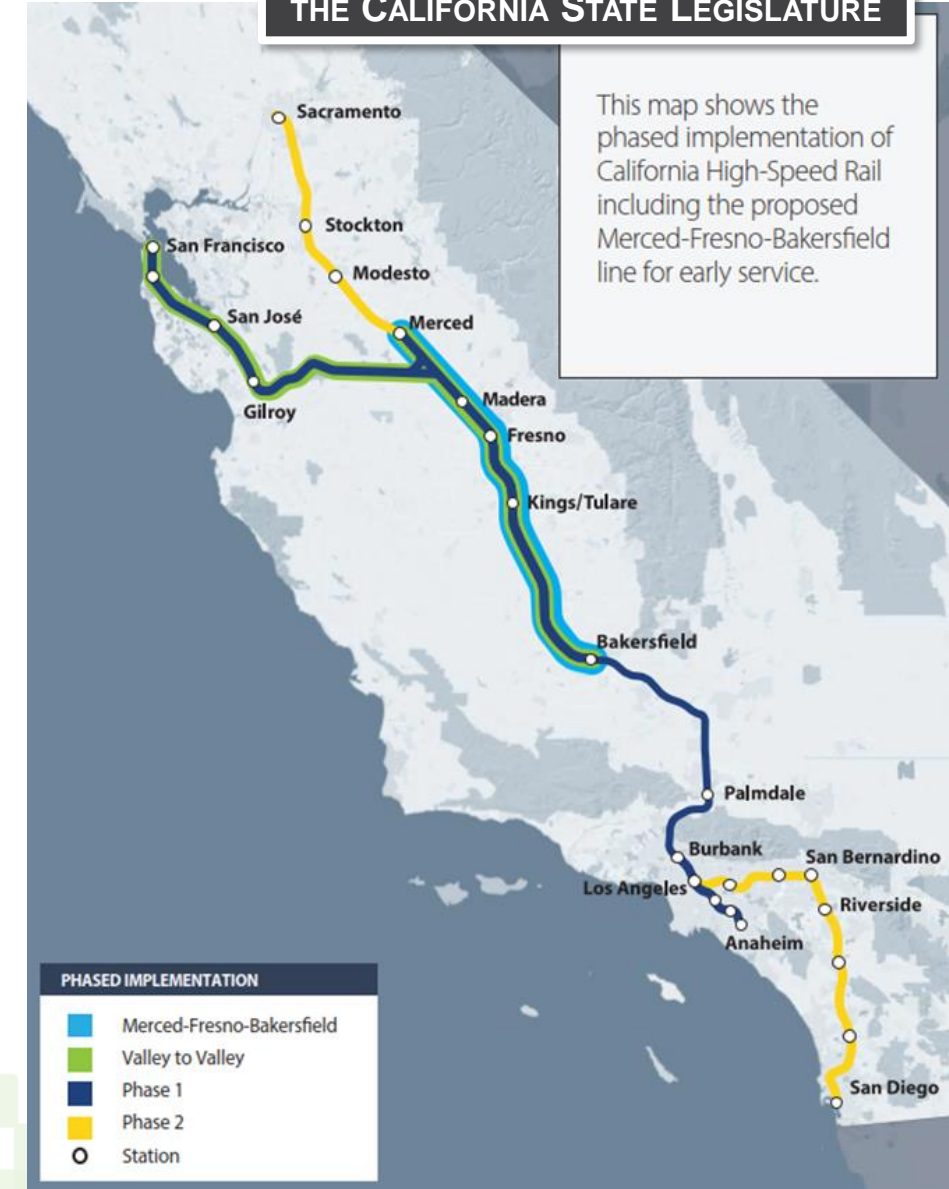 THE CALIFORNIA STATE LEGISLATURE
This map shows the
phased implementation of
California High-Speed Rail
including the proposed
Merced-Fresno-Bakersfield
line for early service.
Sacramento
Stockton
Modesto
San Francisco
San José
Merced
Gilroy
Madera
Fresno
Kings/Tulare
Bakersfield
Palmdale
Burbank
San Bernardino
Los Angeles
Riverside
Anaheim
San Diego
PHASED IMPLEMENTATION
Merced-Fresno-Bakersfield
Valley to Valley
Phase 1
Phase 2
Station